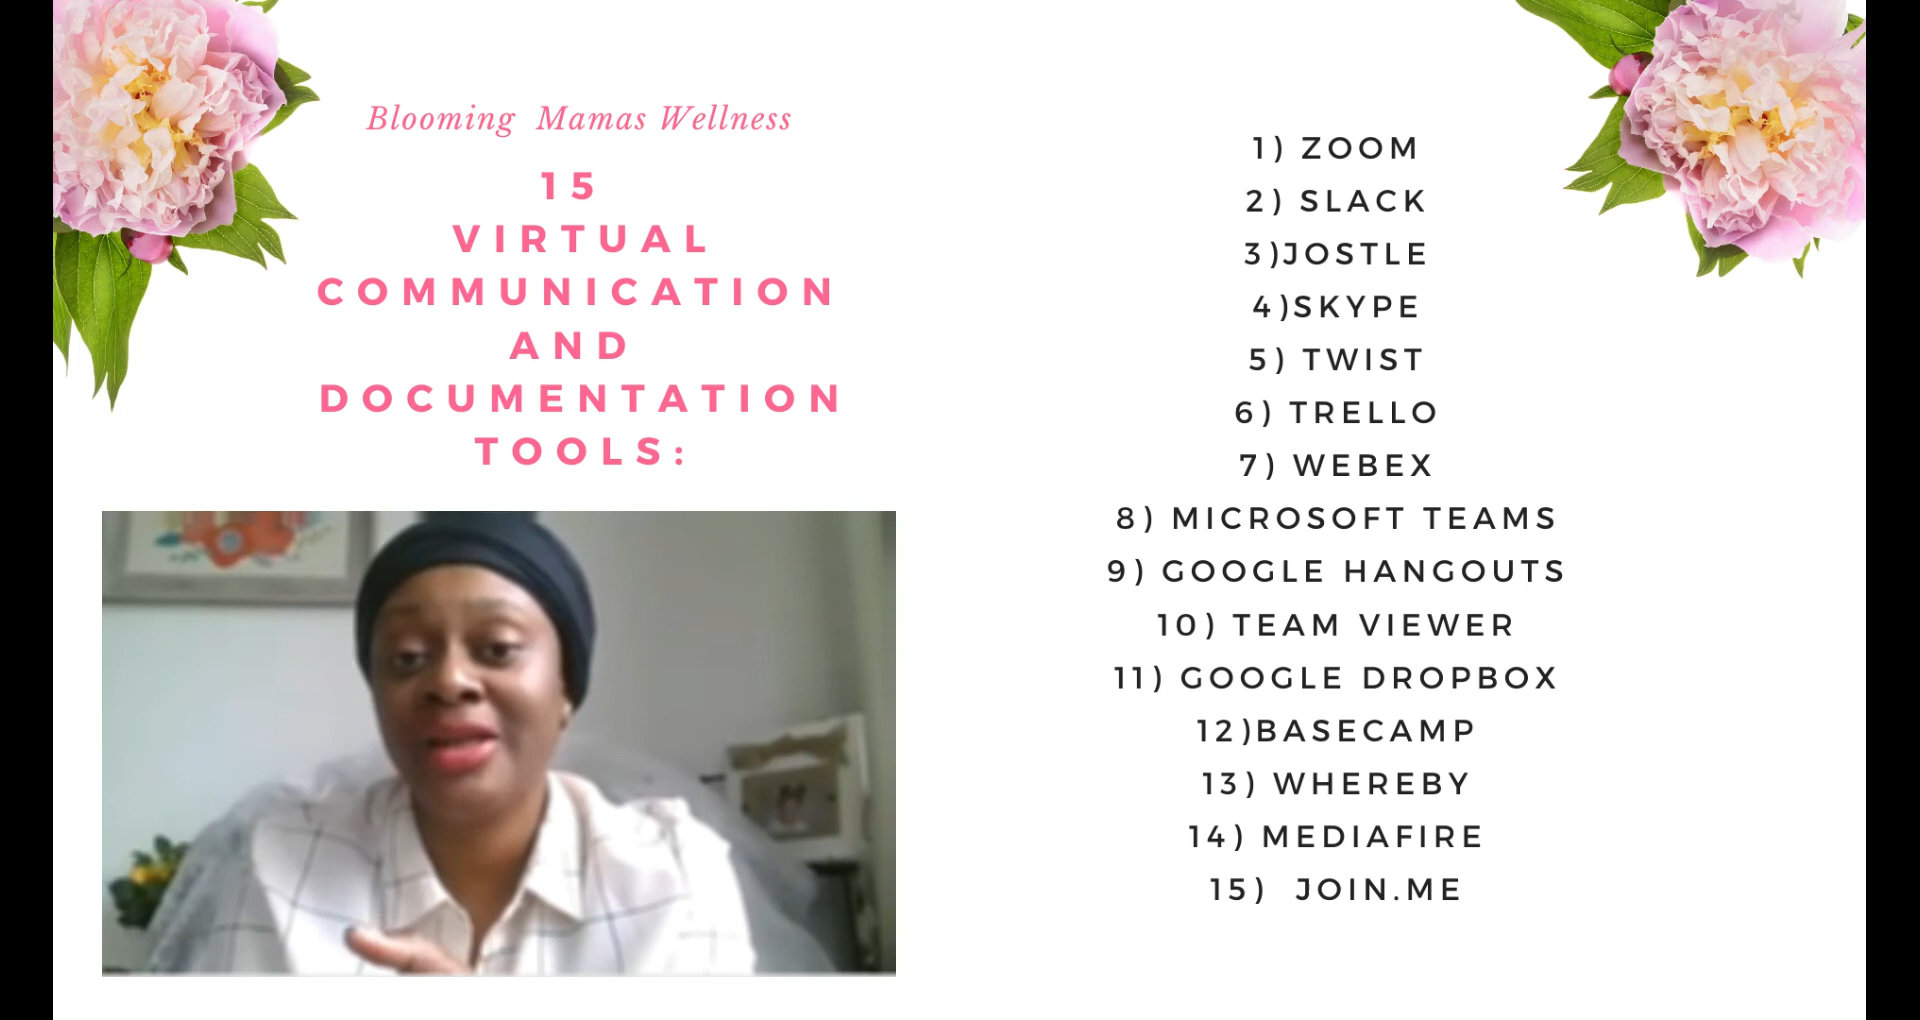 Blooming Mamas Wellness
15
VIRTUAL
COMMUNICATION
AND
DOCUMENTATION
TOOLS:
1) ZOOM
2) SLACK
3)JOSTLE
4)SKYPE
5) TWIST
6) TRELLO
7) WEBEX
8) MICROSOFT TEAMS
9) GOOGLE HANGOUTS
10) TEAM VIEWER
11) GOOGLE DROPBOX
12)BASECAMP
13) WHEREBY
14) MEDIAFIRE
15) JOIN.ME